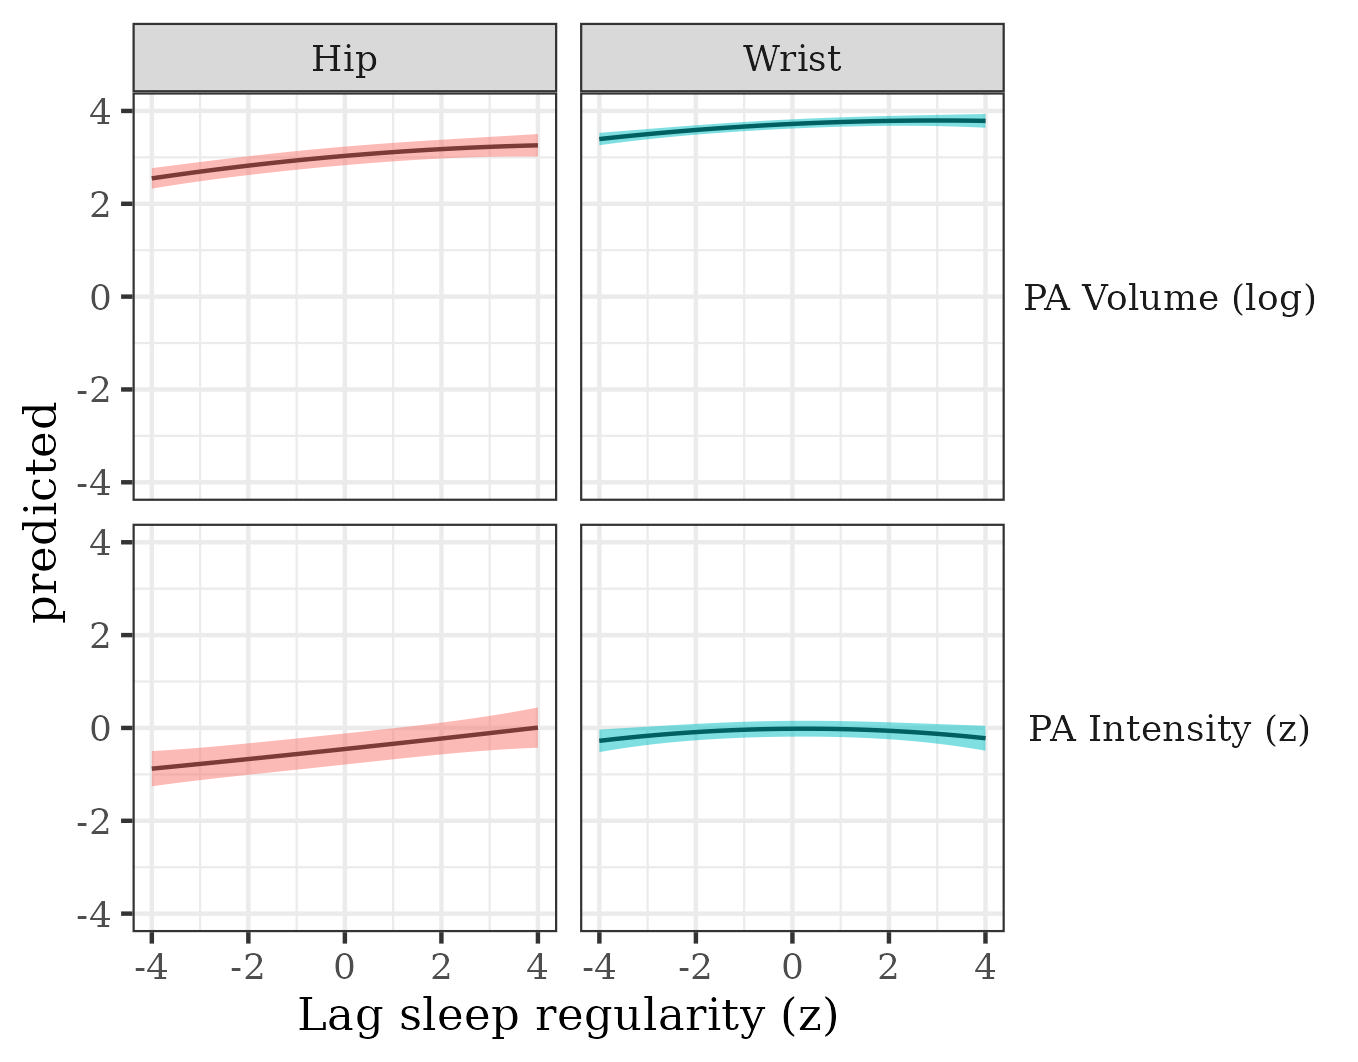 Hip
Wrist
4
2
0
-2
-4
PA Volume (log)
predicted
4
2
0
-2
-4
PA Intensity (z)
-4 -2 0 2 4
-4 -2 0 2 4
Lag sleep regularity (z)